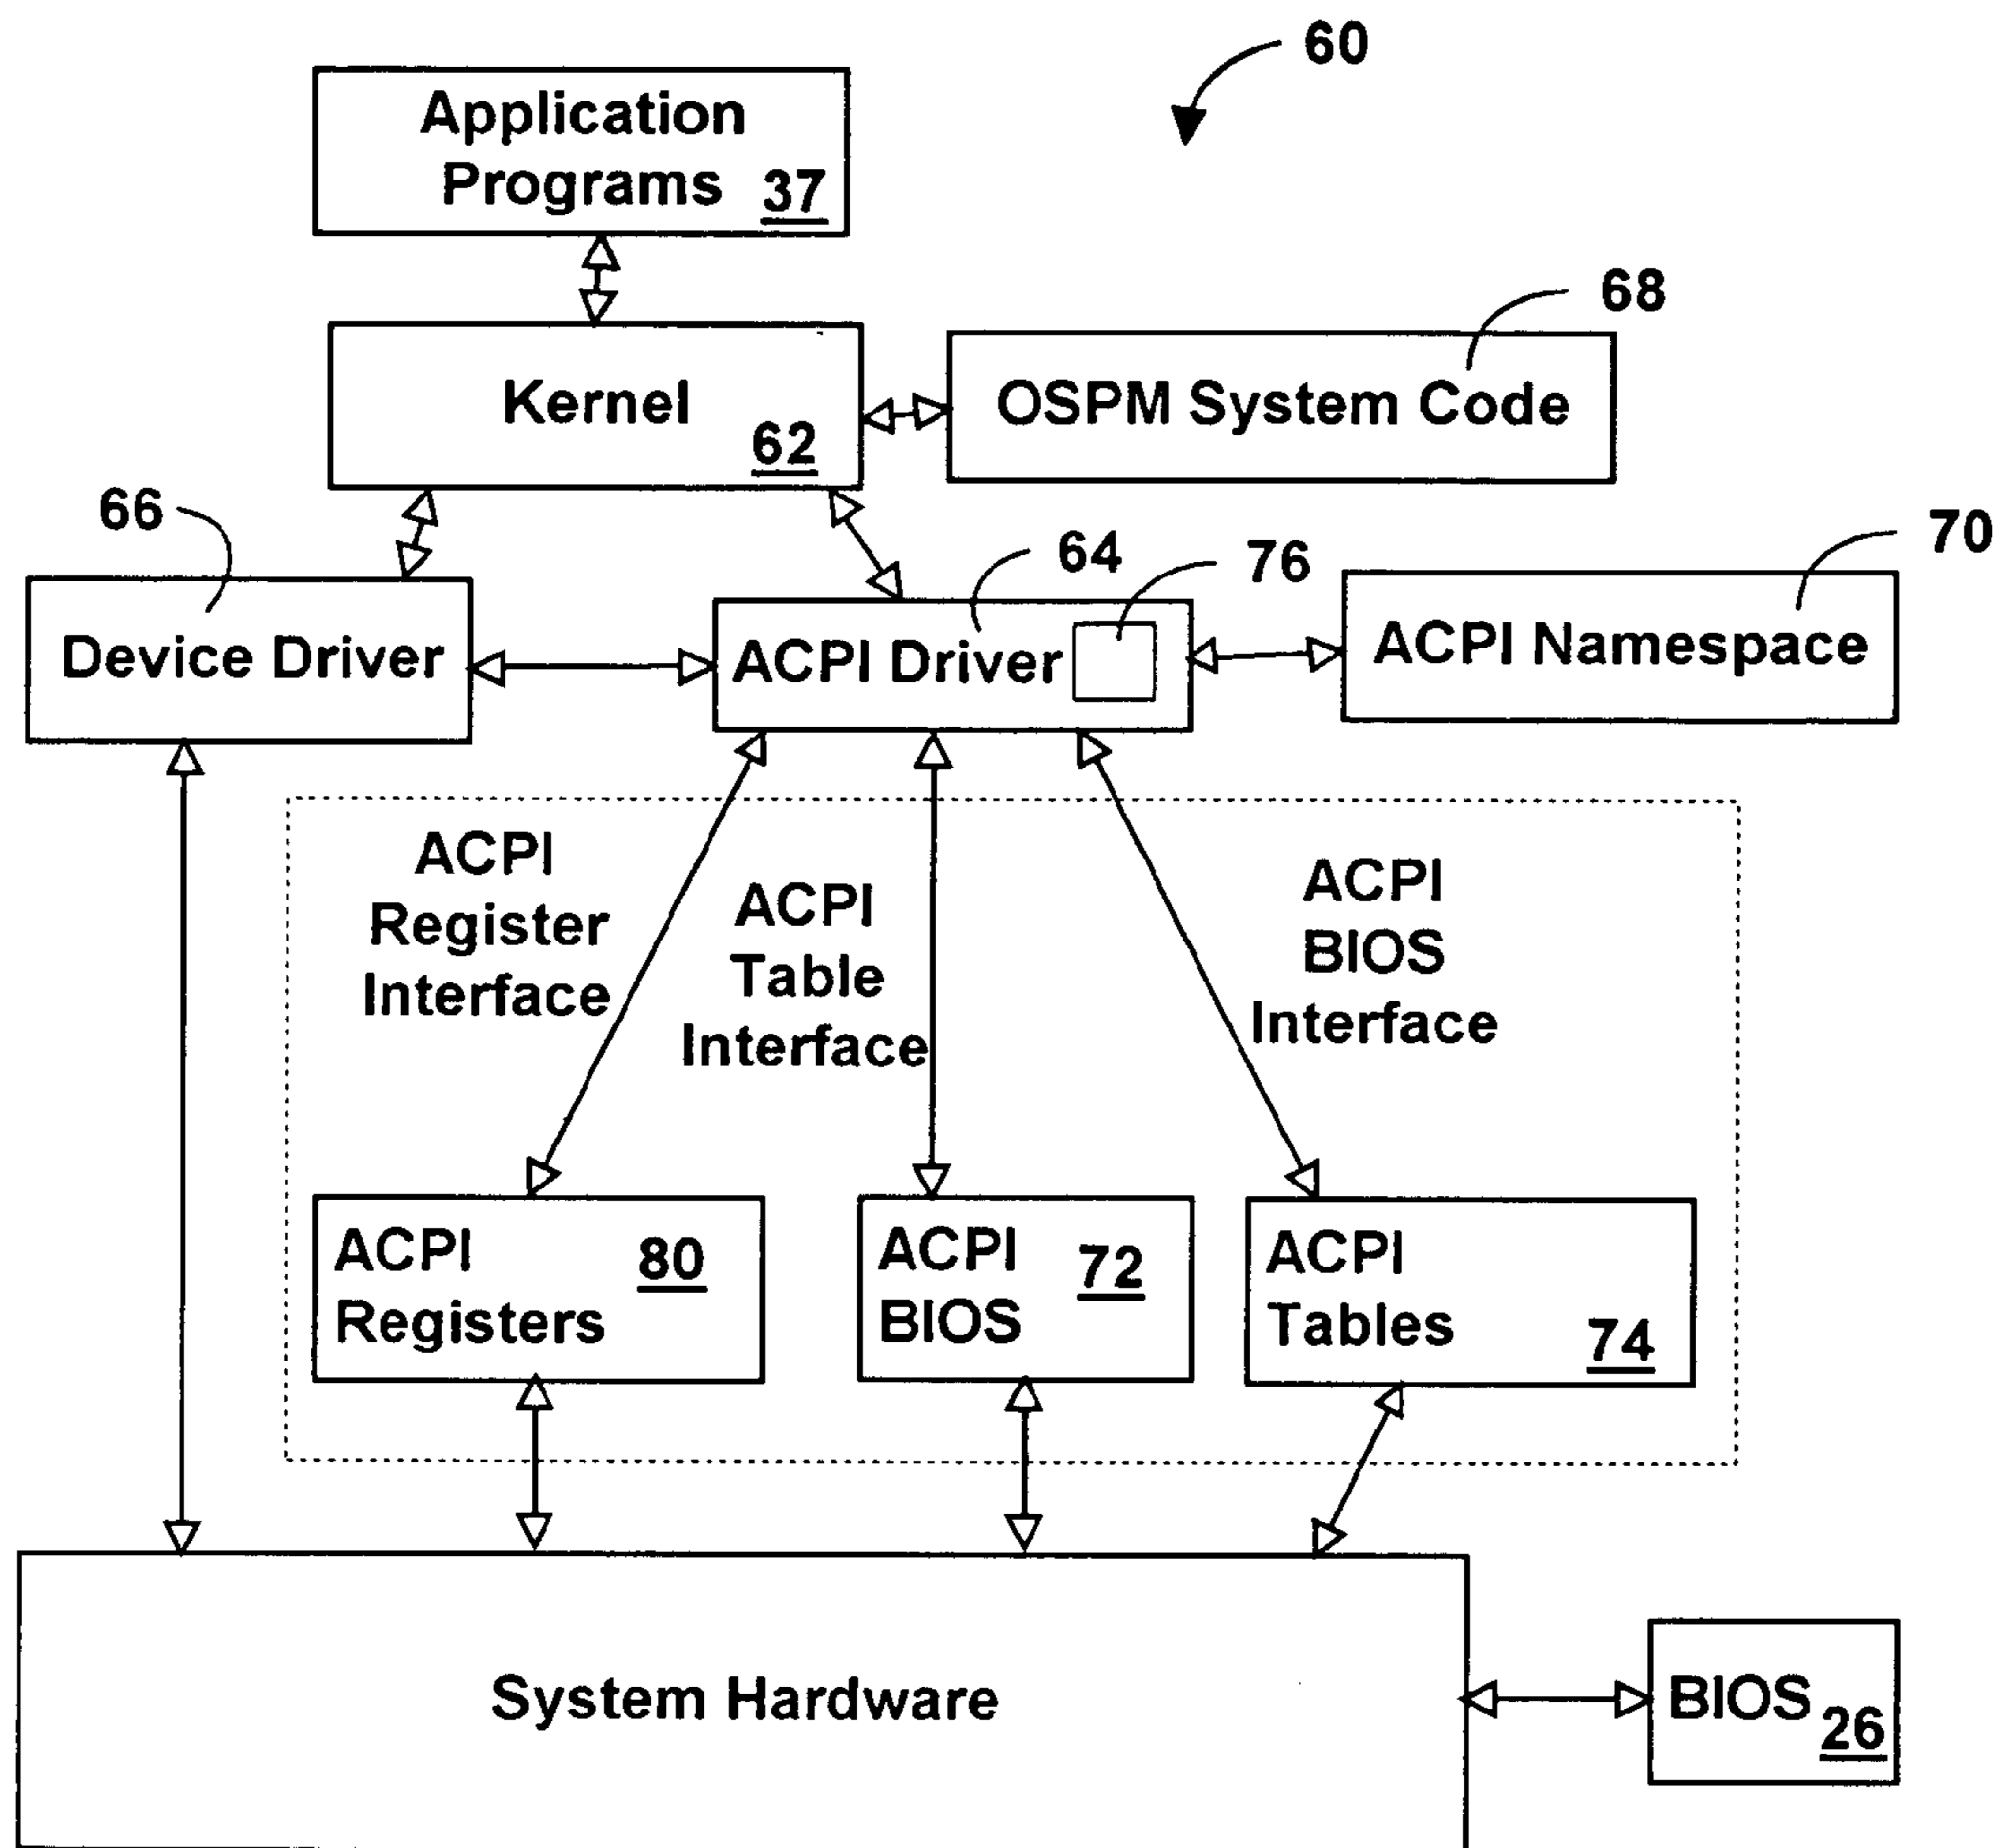 60
Application
Programs 37
68
Kernel
62
OSPM System Code
66
64
76
70
Device Driver
ACPI Driver
ACPI Namespace
ACPI
Register
Interface
ACPI
Table
Interface
ACPI
BIOS
Interface
ACPI 80
Registers
ACPI 72
BIOS
ACPI
Tables 74
System Hardware
BIOS 26